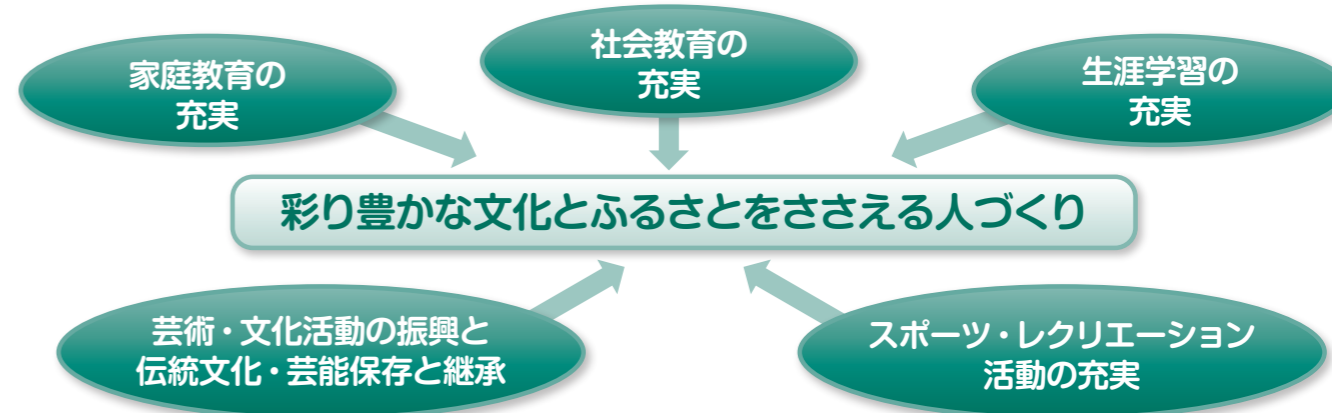 家庭教育の
充実
社会教育の
充実
生涯学習の
充実
彩り豊かな文化とふるさとをささえる人づくり
芸術・文化活動の振興と
伝統文化・芸能保存と継承
スポーツ・レクリエーション
活動の充実